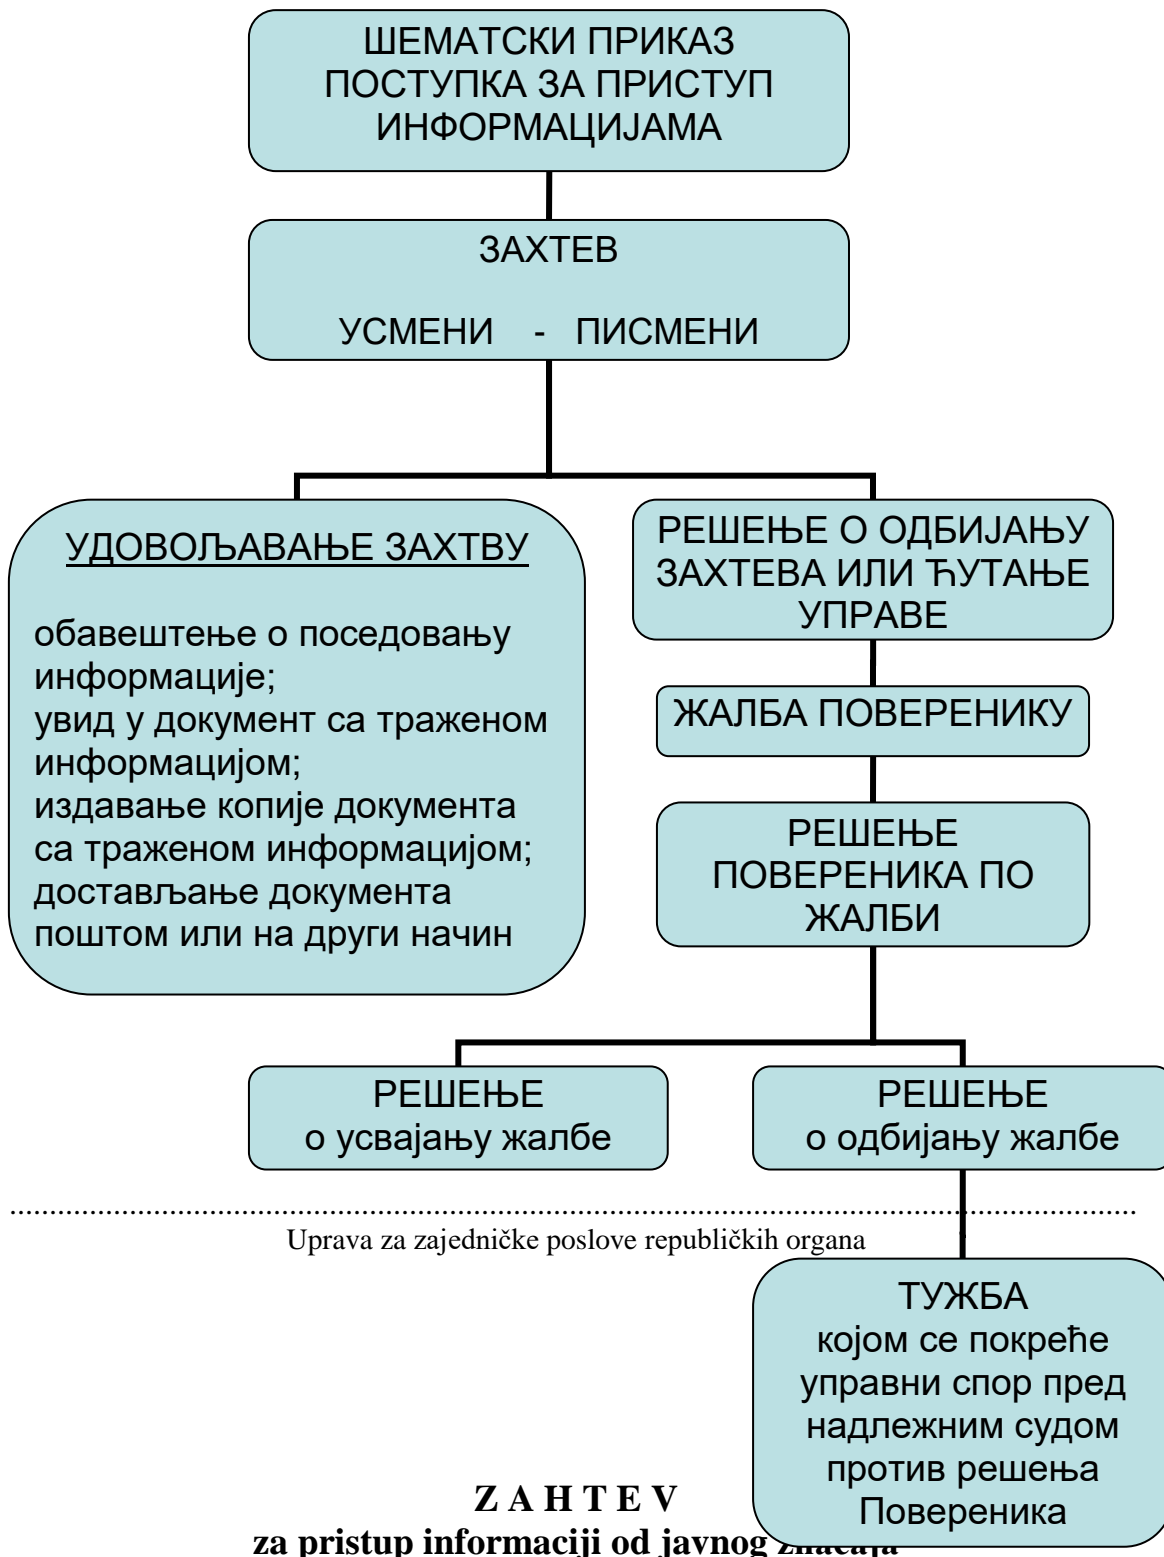 ШЕМАТСКИ ПРИКАЗ
ПОСТУПКА ЗА ПРИСТУП
ИНФОРМАЦИЈАМА
ЗАХТЕВ
УСМЕНИ - ПИСМЕНИ
УДОВОЉАВАЊЕ ЗАХТВУ
обавештење о поседовању
информације;
увид у документ са траженом
информацијом;
издавање копије документа
са траженом информацијом;
достављање документа
поштом или на други начин
РЕШЕЊЕ О ОДБИЈАЊУ
ЗАХТЕВА ИЛИ ЋУТАЊЕ
УПРАВЕ
ЖАЛБА ПОВЕРЕНИКУ
РЕШЕЊЕ
ПОВЕРЕНИКА ПО
ЖАЛБИ
РЕШЕЊЕ
о усвајању жалбе
РЕШЕЊЕ
о одбијању жалбе
Uprava za zajedničke poslove republičkih organa
ТУЖБА
којом се покреће
управни спор пред
надлежним судом
против решења
Повереника
Z A H T E V
za pristup informaciji od javnog značaja